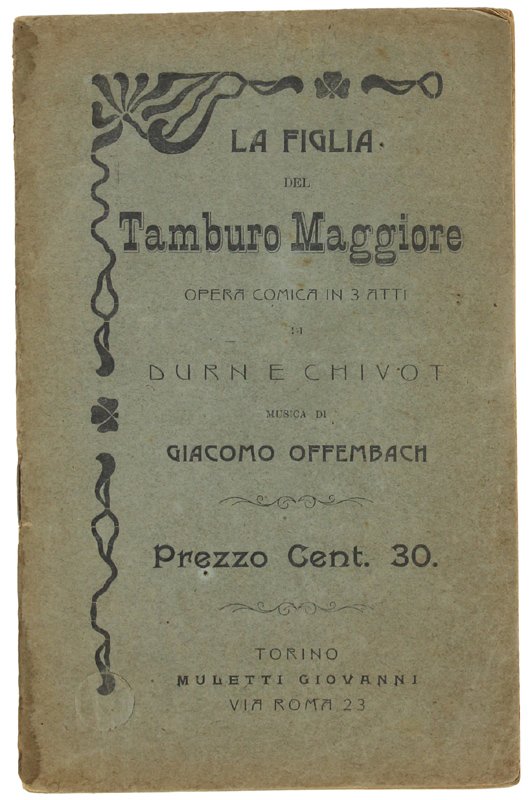 LA FIGLIA
DEL
Tamburo Maggiore
OPERA COMICA IN 3 ATTI
DI
DURN E CHIVOT
MUSICA DI
GIACOMO OFFEMBACH
Prezzo Cent. 30.
TORINO
MULETTI GIOVANNI
VIA ROMA 23